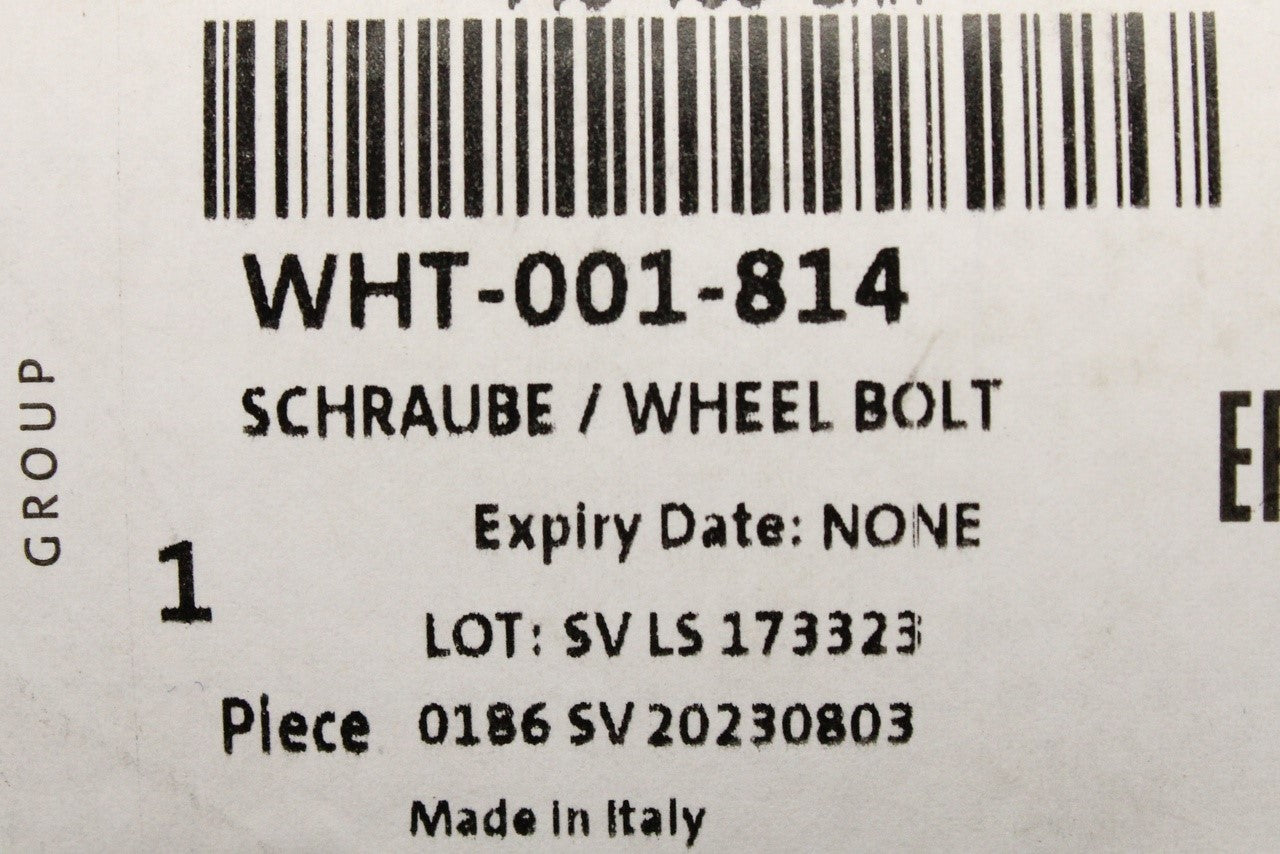 WHT-001-814
SCHRAUBE / WHEEL BOLT
Expiry Date: NONE
1
LOT: SV LS 173323
Piece 0186 SV 20230803
Made in Italy
GROUP